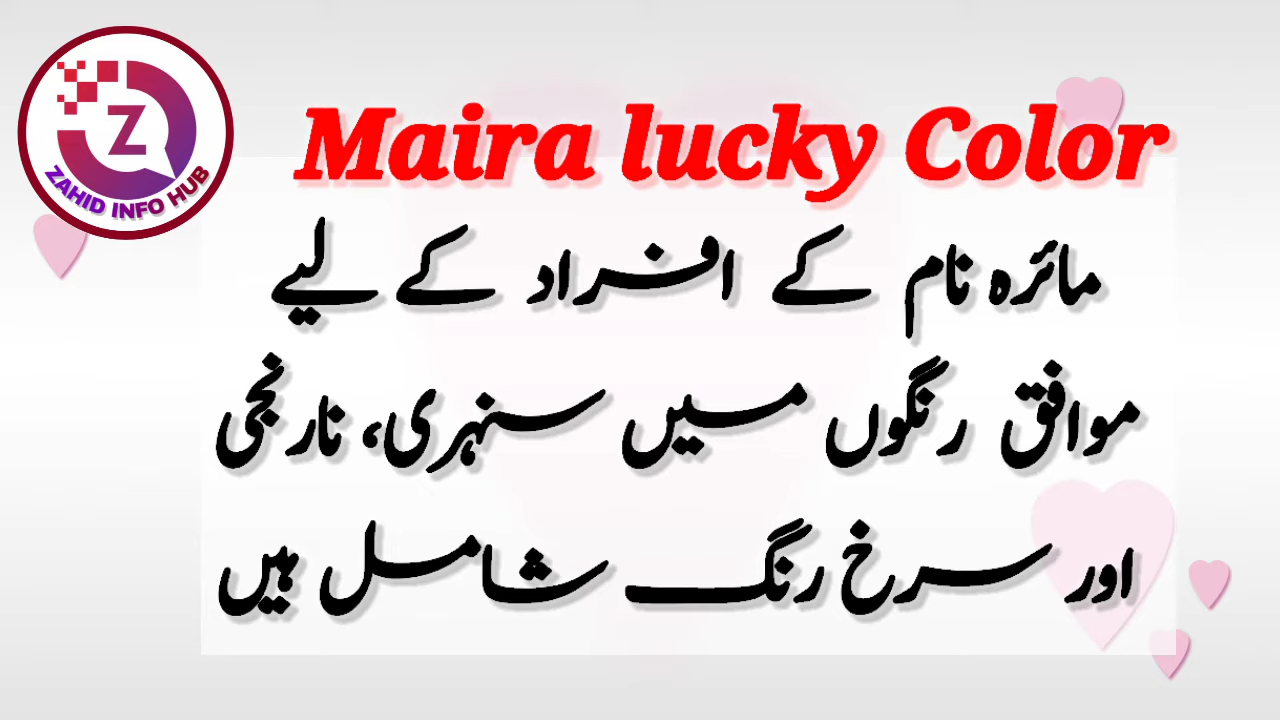 Z
ZAHID INFO HUB
Maira lucky Color
مائرہ نام کے افراد کے لیے
موافق رنگوں میں سنہری، نارنجی
اور سرخ رنگ شامل ہیں